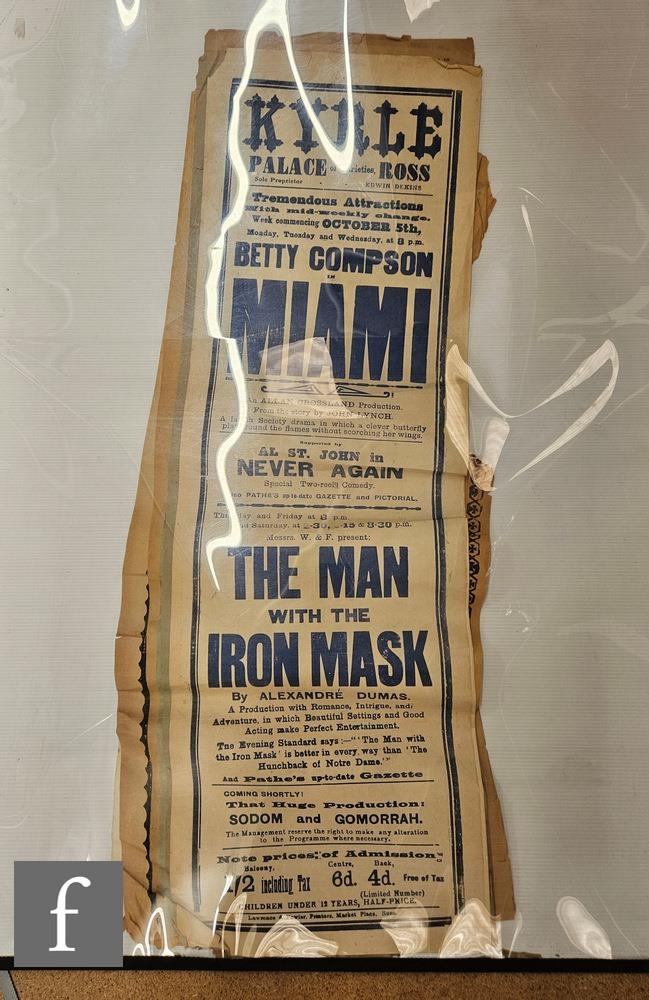 KYRLE
PALACE of Varieties, ROSS
Sole Proprietor - - EDWIN DEKINS
Tremendous Attractions
With mid-weekly change.
Week commencing OCTOBER 5th,
Monday, Tuesday and Wednesday, at 8 p.m.
BETTY COMPSON
IN
MIAMI
An ALLAN CROSSLAND Production.
From the story by JOHN LYNCH.
A Society drama in which a clever butterfly
round the flames without scorching her wings.
Supported by
AL ST. JOHN in
NEVER AGAIN
Special Two-reel Comedy.
PATHE'S up-to-date GAZETTE and PICTORIAL.
Thursday and Friday at 8 p.m.
Saturday, at & 8-30 p.m.
Messrs. W. & F. present:
THE MAN
WITH THE
IRON MASK
By ALEXANDRÉ DUMAS.
A Production with Romance, Intrigue, and
Adventure, in which Beautiful Settings and Good
Acting make Perfect Entertainment.
The Evening Standard says:—"'The Man with
the Iron Mask' is better in every way than 'The
Hunchback of Notre Dame.'"
And Pathe's up-to-date Gazette
COMING SHORTLY!
That Huge Production:
SODOM and GOMORRAH.
The Management reserve the right to make any alteration
to the Programme where necessary.
Note prices of Admission
Balcony, Centre, Back,
1/2 including Tax 6d. 4d. Free of Tax
(Limited Number)
CHILDREN UNDER 12 YEARS, HALF-PRICE.
Lawrence & Fowler, Printers, Market Place, Ross.
f